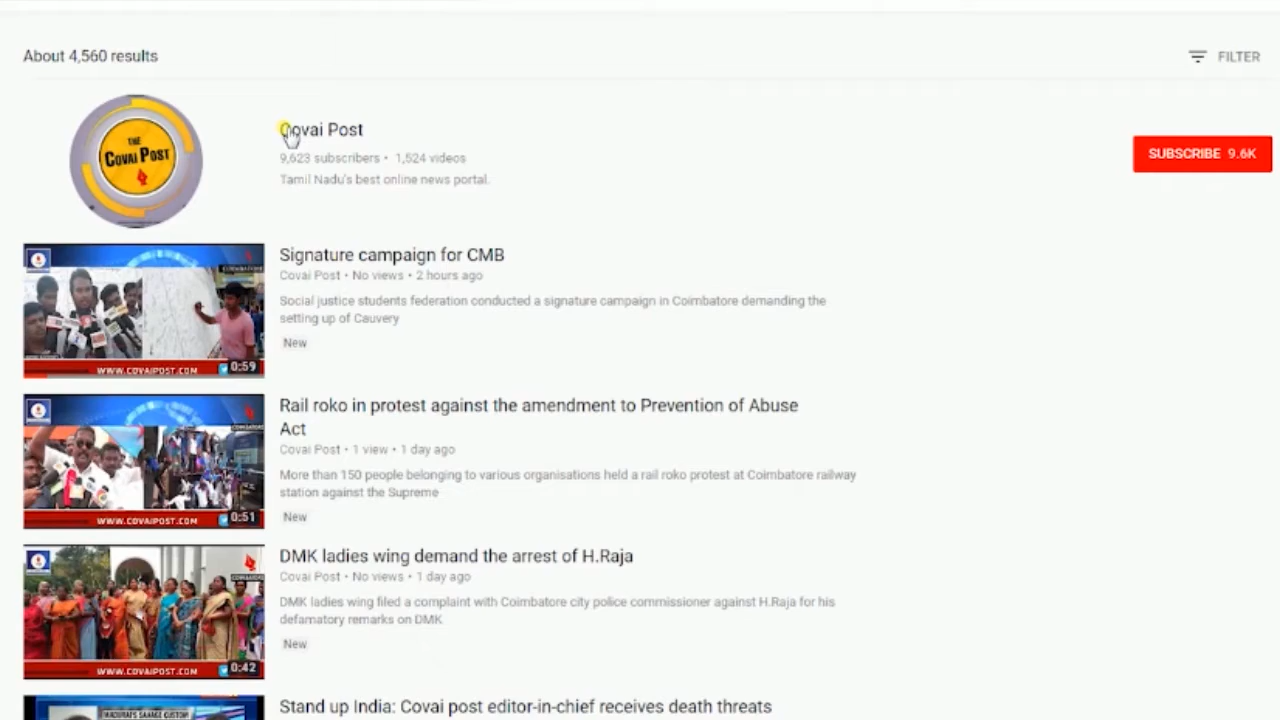 About 4,560 results
FILTER
THE
COVAI POST
Covai Post
9,623 subscribers • 1,524 videos
Tamil Nadu's best online news portal.
SUBSCRIBE 9.6K
Signature campaign for CMB
Covai Post • No views • 2 hours ago
Social justice students federation conducted a signature campaign in Coimbatore demanding the
setting up of Cauvery
New
WWW.COVAIPOST.COM
0:59
Rail roko in protest against the amendment to Prevention of Abuse
Act
Covai Post • 1 view • 1 day ago
More than 150 people belonging to various organisations held a rail roko protest at Coimbatore railway
station against the Supreme
New
WWW.COVAIPOST.COM
0:51
DMK ladies wing demand the arrest of H.Raja
Covai Post • No views • 1 day ago
DMK ladies wing filed a complaint with Coimbatore city police commissioner against H.Raja for his
defamatory remarks on DMK
New
WWW.COVAIPOST.COM
0:42
Stand up India: Covai post editor-in-chief receives death threats